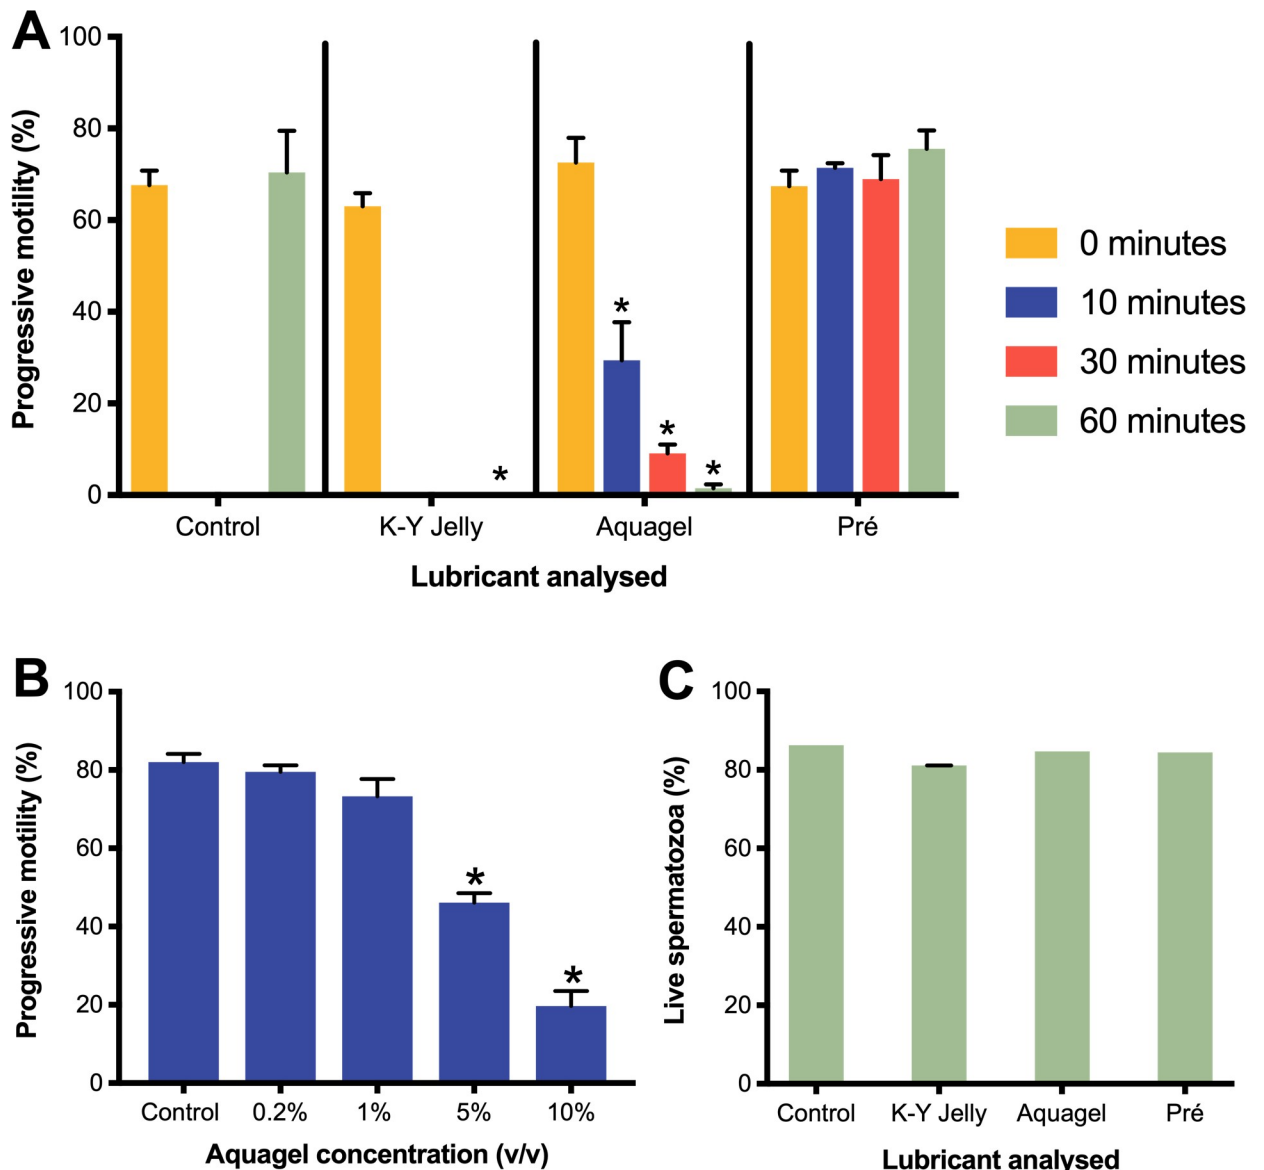 A
Progressive motility (%)
100
80
60
40
20
0
*
*
*
*
Control
K-Y Jelly
Aquagel
Pré
Lubricant analysed
0 minutes
10 minutes
30 minutes
60 minutes
B
Progressive motility (%)
100
80
60
40
20
0
*
*
Control
0.2%
1%
5%
10%
Aquagel concentration (v/v)
C
Live spermatozoa (%)
100
80
60
40
20
0
Control
K-Y Jelly
Aquagel
Pré
Lubricant analysed